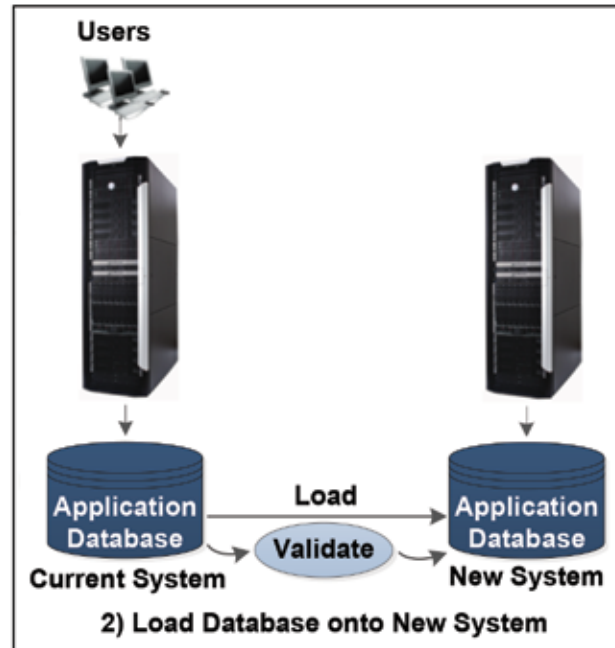 Users
Application
Database
Load
Validate
Application
Database
Current System
New System
2) Load Database onto New System